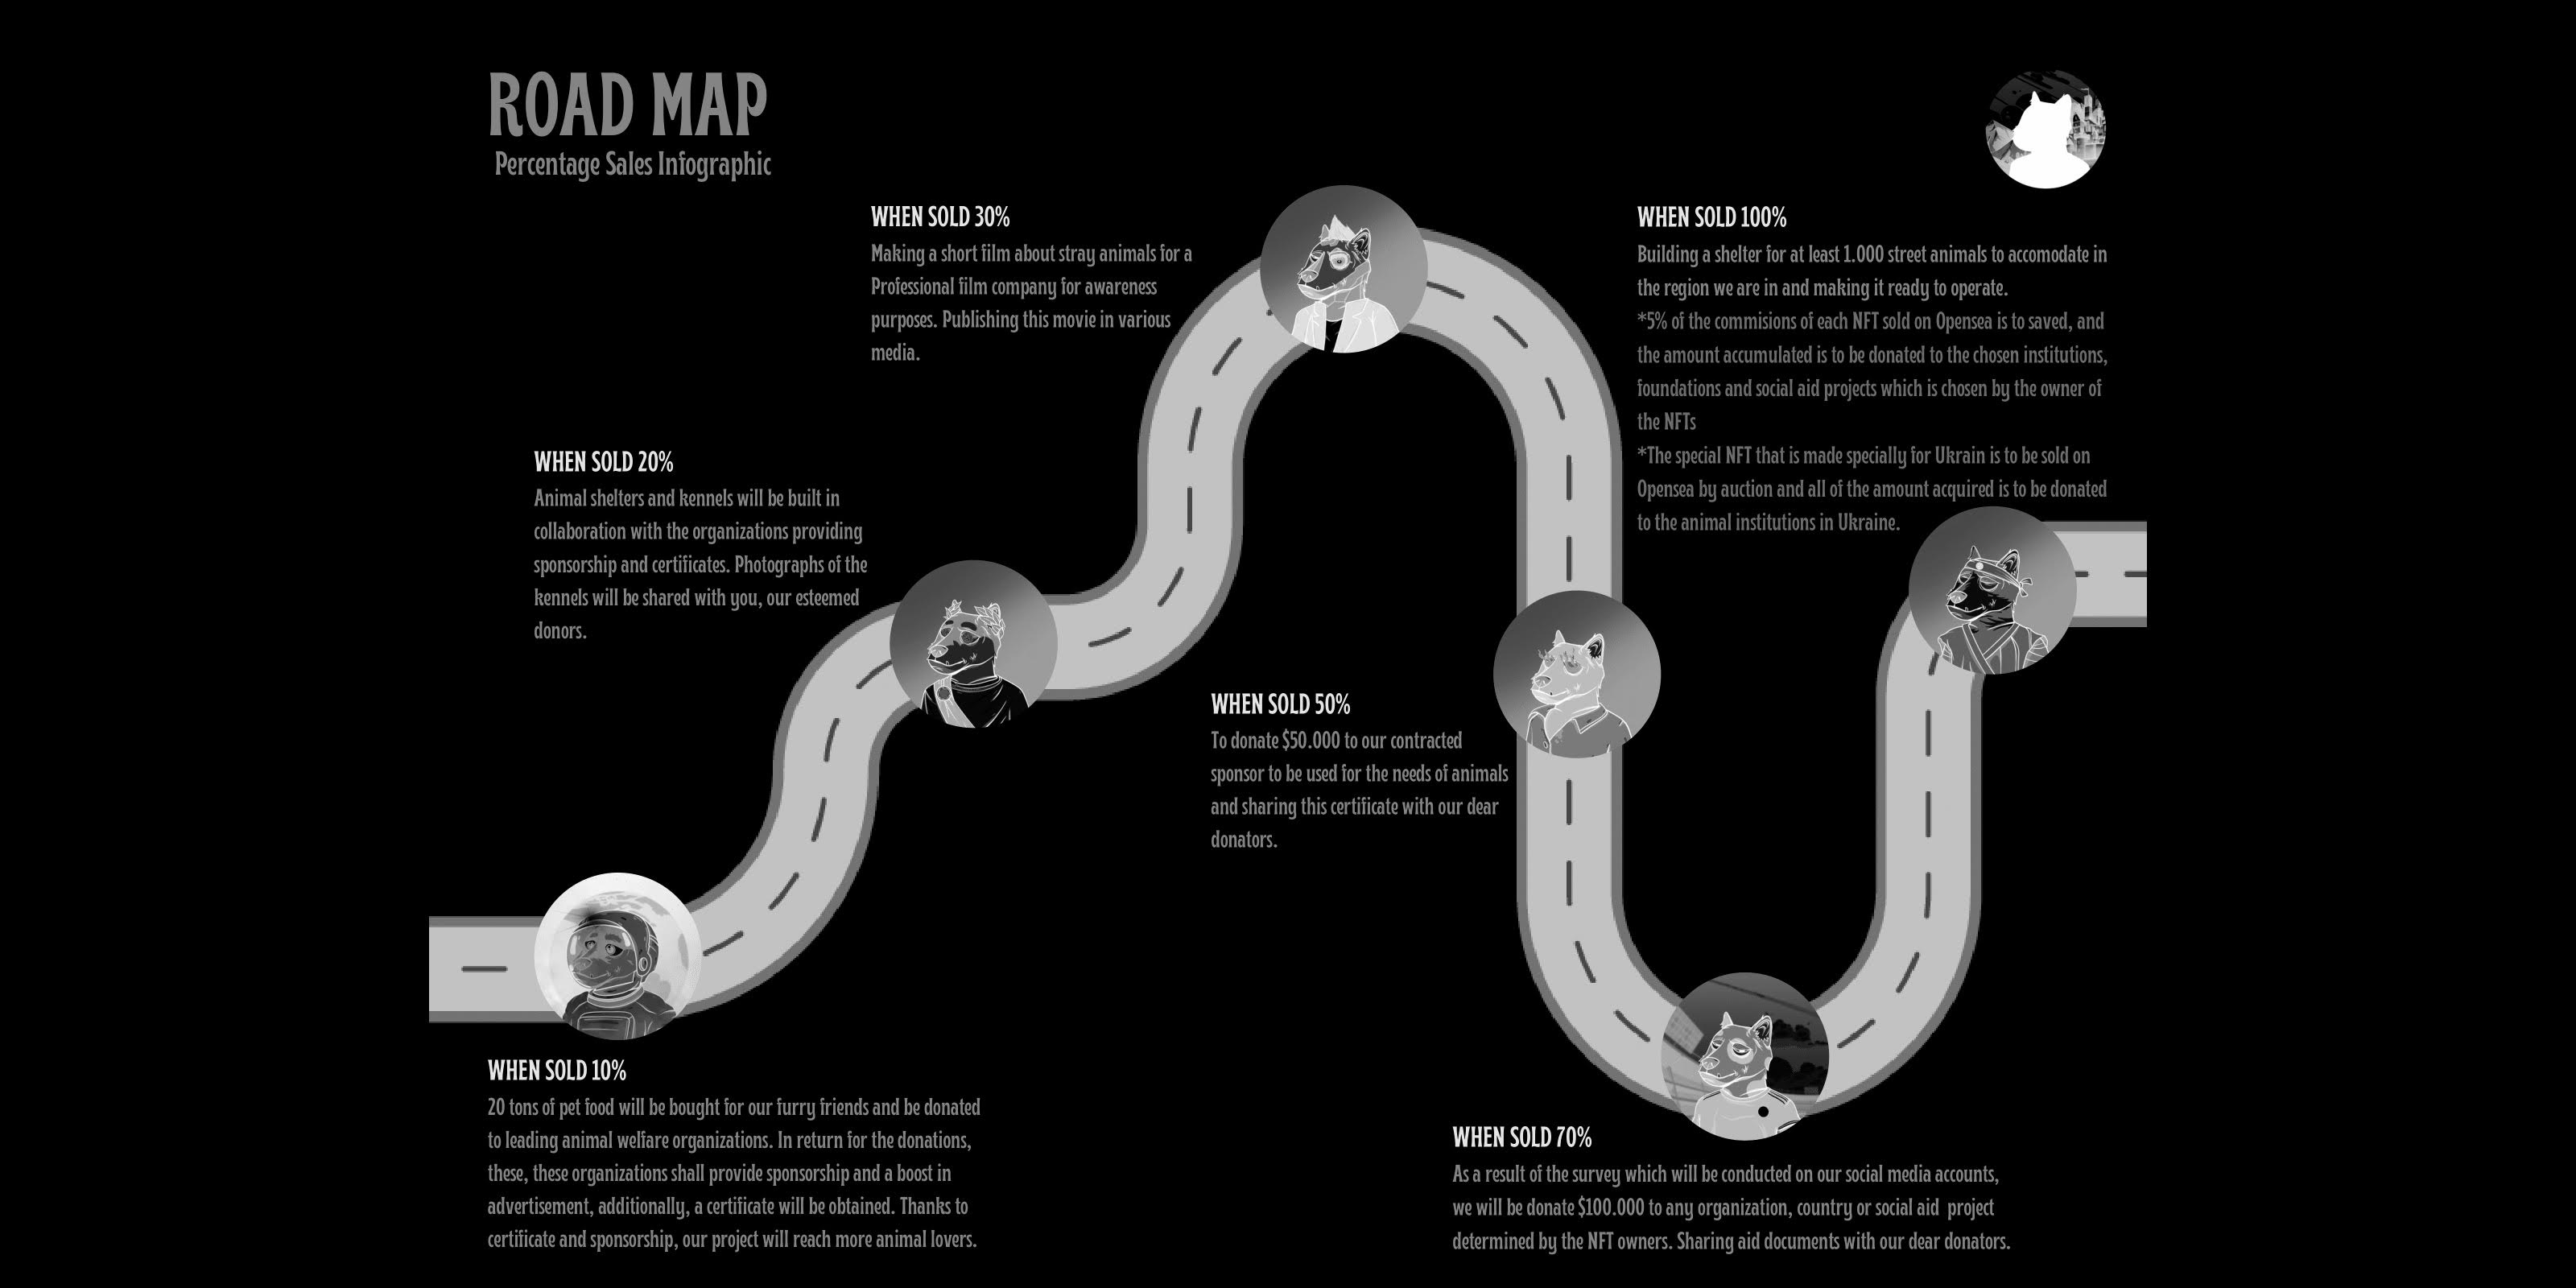 ROAD MAP
Percentage Sales Infographic
WHEN SOLD 30%
Making a short film about stray animals for a
Professional film company for awareness
purposes. Publishing this movie in various
media.
WHEN SOLD 100%
Building a shelter for at least 1.000 street animals to accomodate in
the region we are in and making it ready to operate.
*5% of the commisions of each NFT sold on Opensea is to saved, and
the amount accumulated is to be donated to the chosen institutions,
foundations and social aid projects which is chosen by the owner of
the NFTs
*The special NFT that is made specially for Ukrain is to be sold on
Opensea by auction and all of the amount acquired is to be donated
to the animal institutions in Ukraine.
WHEN SOLD 20%
Animal shelters and kennels will be built in
collaboration with the organizations providing
sponsorship and certificates. Photographs of the
kennels will be shared with you, our esteemed
donors.
WHEN SOLD 50%
To donate $50.000 to our contracted
sponsor to be used for the needs of animals
and sharing this certificate with our dear
donators.
WHEN SOLD 10%
20 tons of pet food will be bought for our furry friends and be donated
to leading animal welfare organizations. In return for the donations,
these, these organizations shall provide sponsorship and a boost in
advertisement, additionally, a certificate will be obtained. Thanks to
certificate and sponsorship, our project will reach more animal lovers.
WHEN SOLD 70%
As a result of the survey which will be conducted on our social media accounts,
we will be donate $100.000 to any organization, country or social aid project
determined by the NFT owners. Sharing aid documents with our dear donators.